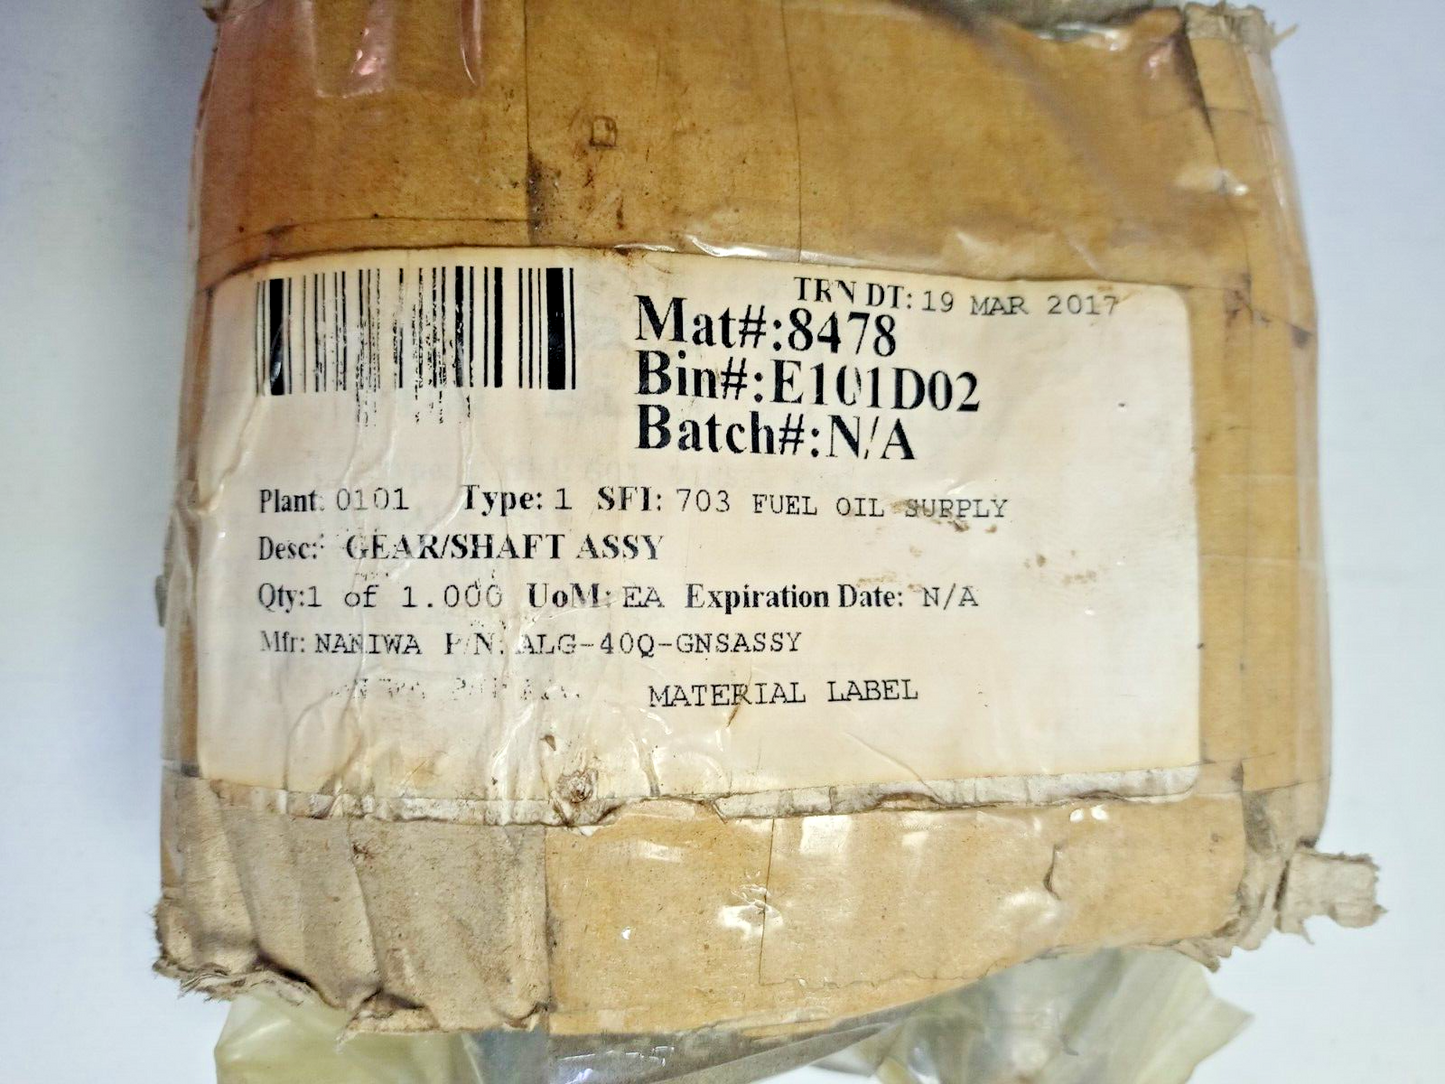 TRN DT: 19 MAR 2017
Mat#:8478
Bin#:E101D02
Batch#:N/A
Plant: 0101 Type: 1 SFI: 703 FUEL OIL SUPPLY
Desc: GEAR/SHAFT ASSY
Qty:1 of 1.000 UoM: EA Expiration Date: N/A
Mfr: NANIWA P/N: ALG-40Q-GNSASSY
MATERIAL LABEL